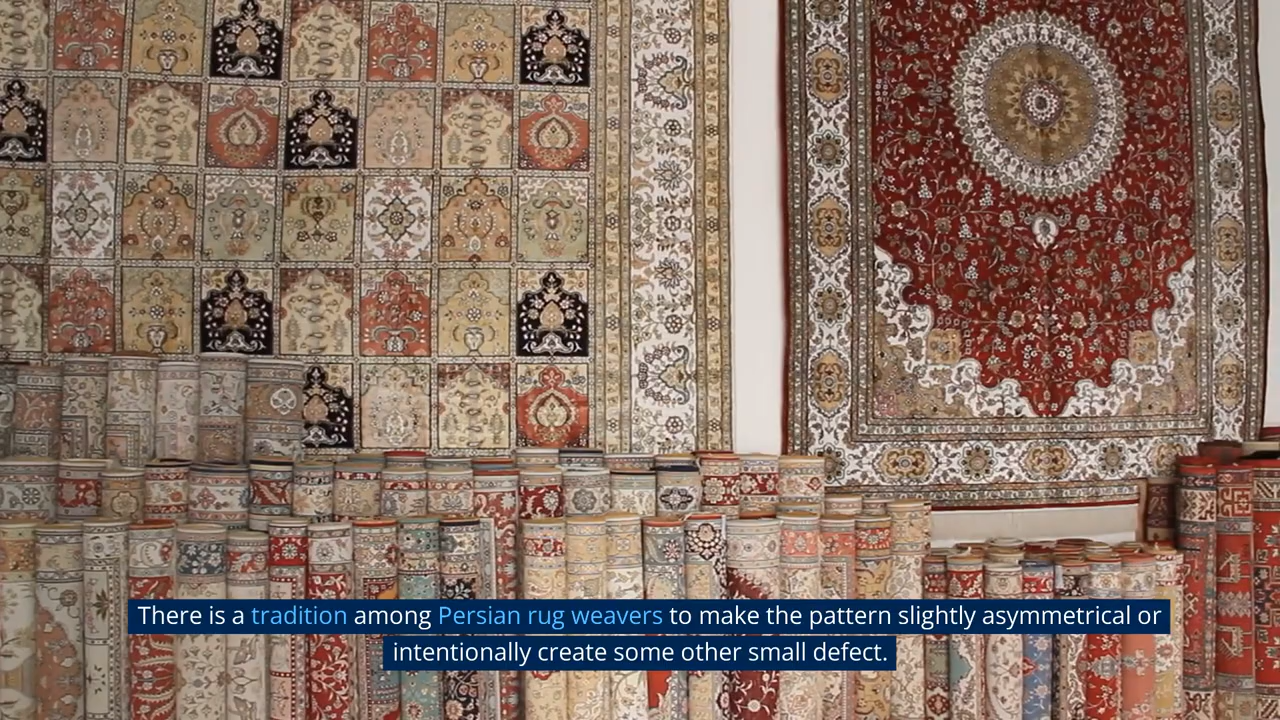 There is a tradition among Persian rug weavers to make the pattern slightly asymmetrical or
intentionally create some other small defect.